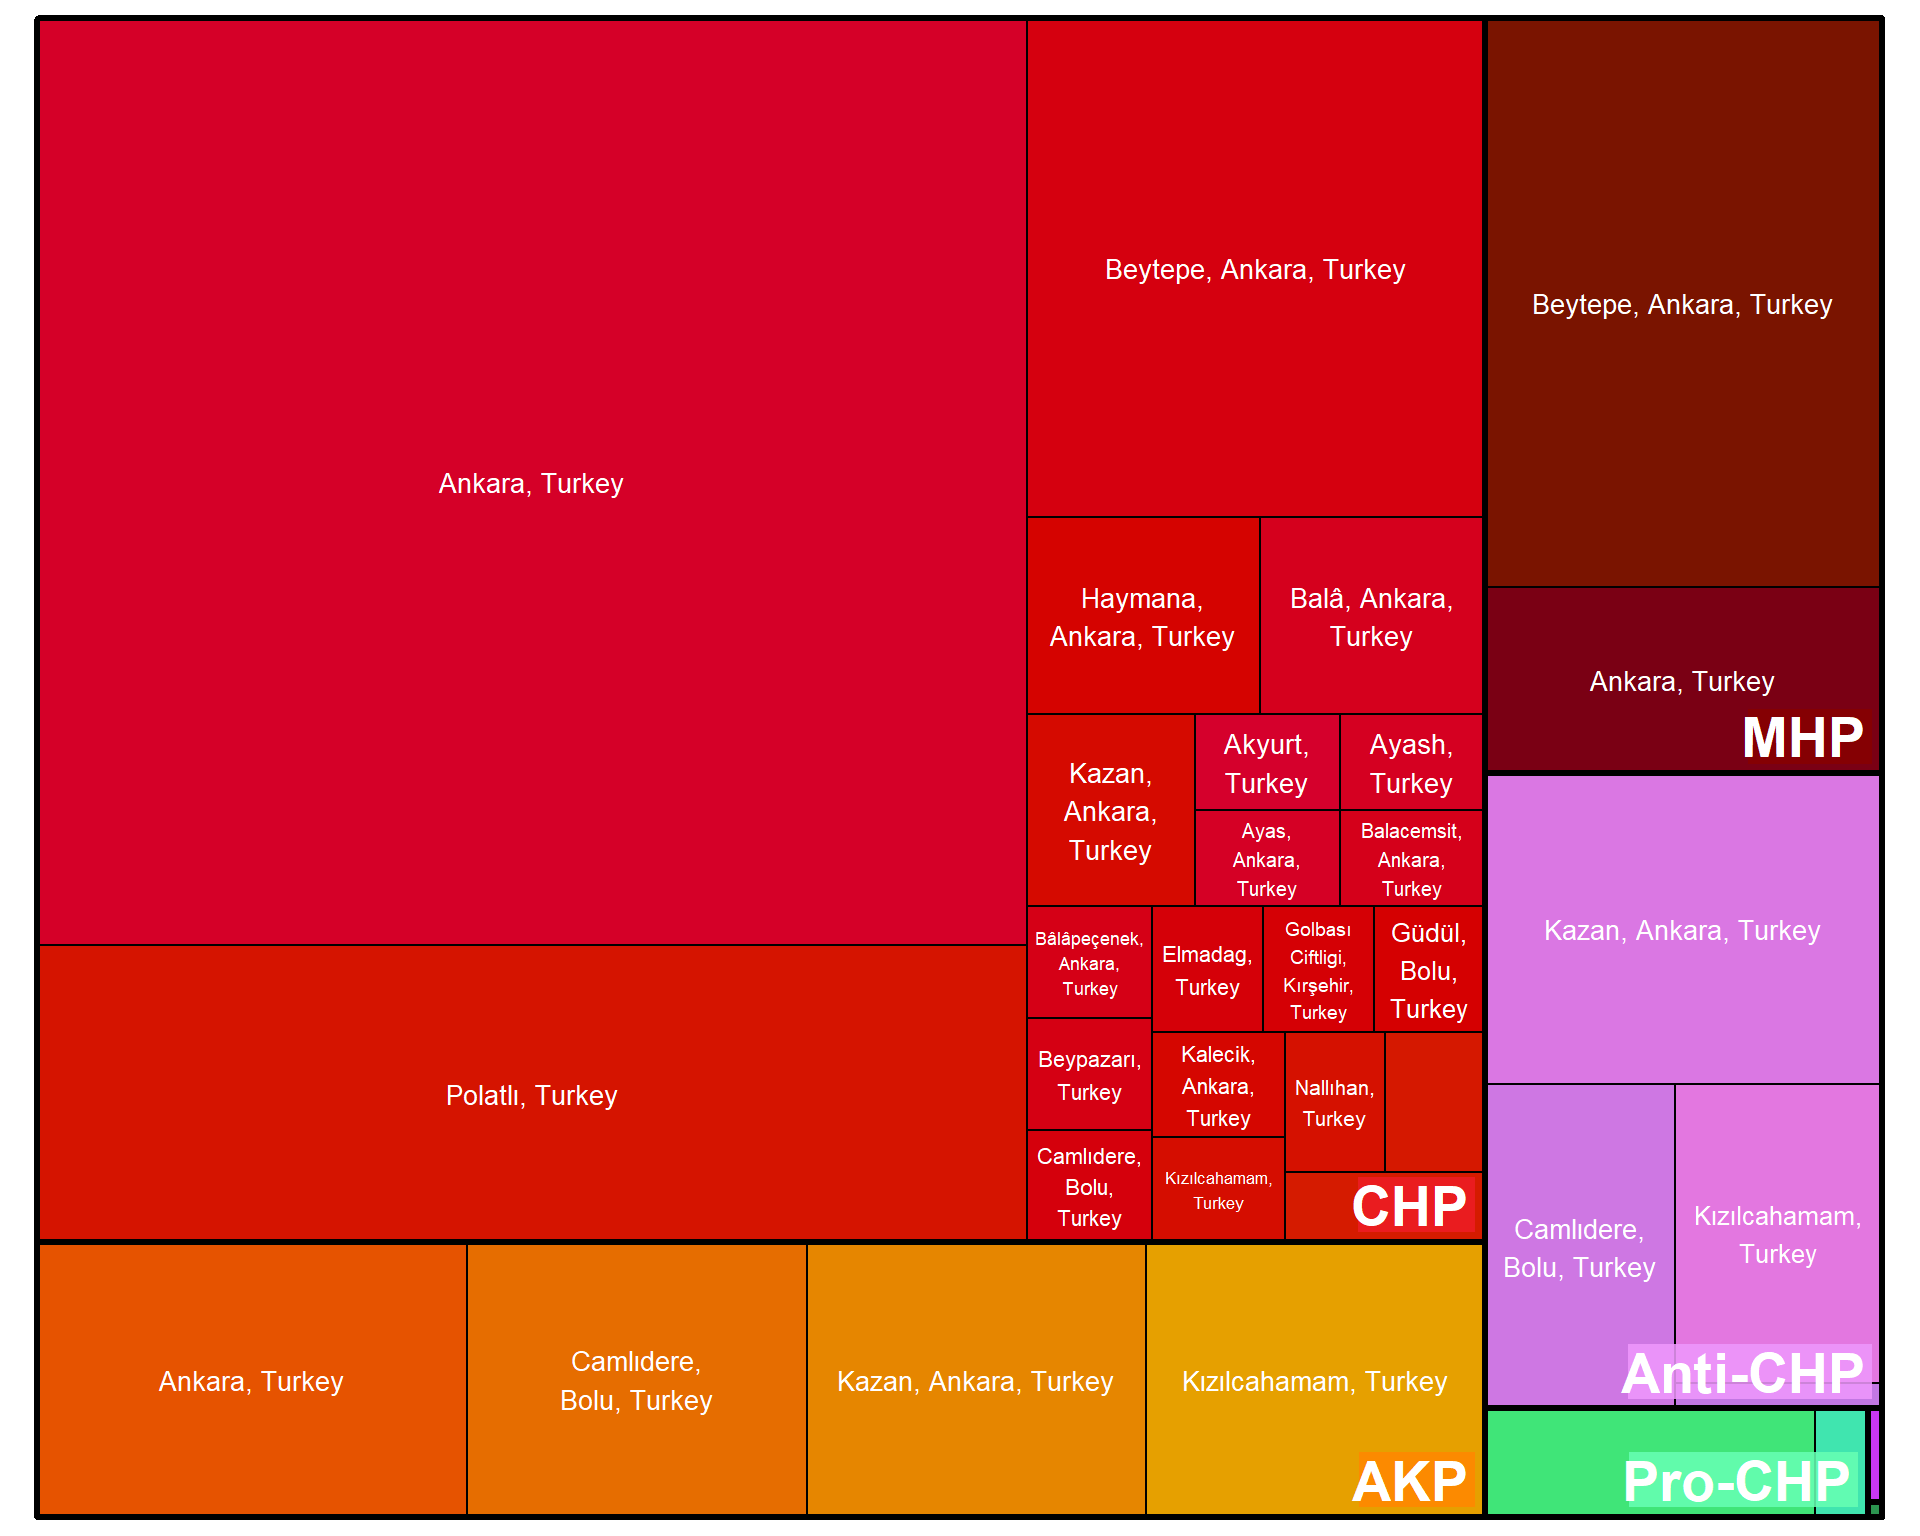 Ankara, Turkey
Polatlı, Turkey
Beytepe, Ankara, Turkey
Haymana,
Ankara, Turkey
Balâ, Ankara,
Turkey
Kazan,
Ankara,
Turkey
Akyurt,
Turkey
Ayash,
Turkey
Ayas,
Ankara,
Turkey
Balacemsit,
Ankara,
Turkey
Bâlâpeçenek,
Ankara,
Turkey
Beypazarı,
Turkey
Camlıdere,
Bolu,
Turkey
Elmadag,
Turkey
Golbası
Ciftligi,
Kırşehir,
Turkey
Güdül,
Bolu,
Turkey
Kalecik,
Ankara,
Turkey
Kızılcahamam,
Turkey
Nallıhan,
Turkey
CHP
Ankara, Turkey
Camlıdere,
Bolu, Turkey
Kazan, Ankara, Turkey
Kızılcahamam, Turkey
AKP
Beytepe, Ankara, Turkey
Ankara, Turkey
MHP
Kazan, Ankara, Turkey
Camlıdere,
Bolu, Turkey
Kızılcahamam,
Turkey
Anti-CHP
Pro-CHP